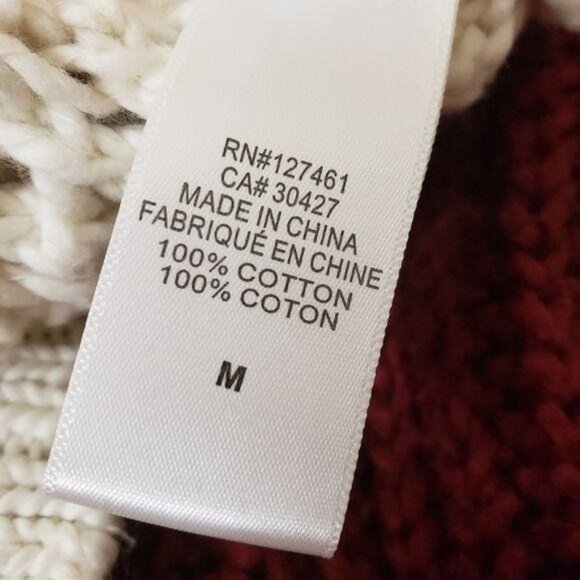 RN#127461
CA# 30427
MADE IN CHINA
FABRIQUÉ EN CHINE
100% COTTON
100% COTON
M